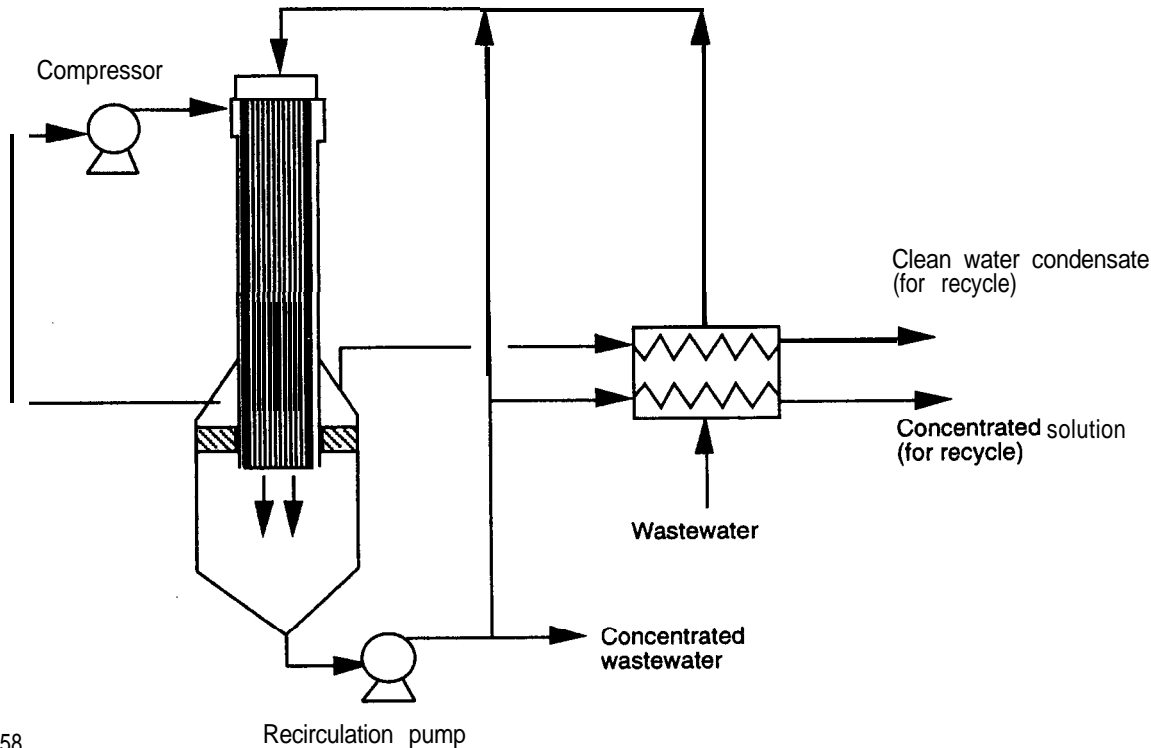 Compressor
Clean water condensate
(for recycle)
Concentrated solution
(for recycle)
Wastewater
Concentrated
wastewater
Recirculation pump
58